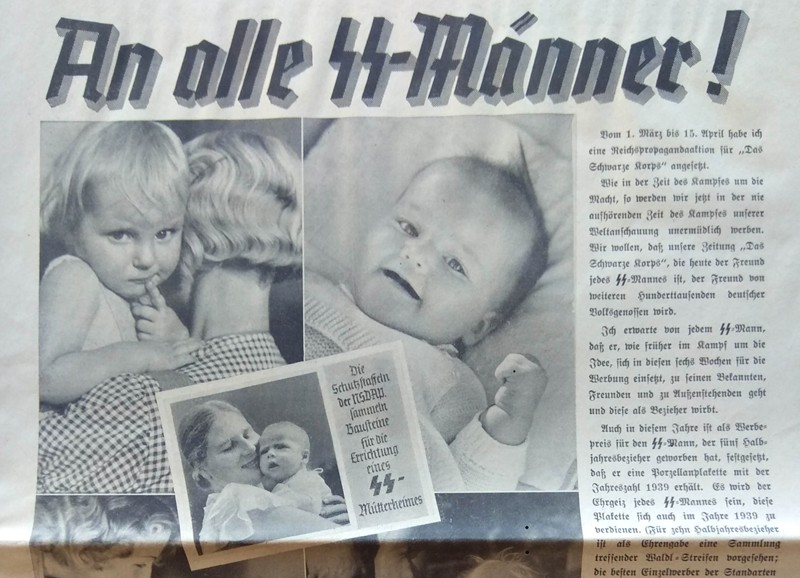 An alle SS-Männer!
Vom 1. März bis 15. April habe ich
eine Reichspropagandaaktion für „Das
Schwarze Korps“ angesetzt.
Wie in der Zeit des Kampfes um die
Macht, so werden wir jetzt in der nie
aufhörenden Zeit des Kampfes unserer
Weltanschauung unermüdlich werben.
Wir wollen, daß unsere Zeitung „Das
Schwarze Korps“, die heute der Freund
jedes SS-Mannes ist, der Freund von
weiteren Hunderttausenden deutscher
Volksgenossen wird.
Ich erwarte von jedem SS-Mann,
daß er, wie früher im Kampf um die
Idee, sich in diesen sechs Wochen für die
Werbung einsetzt, zu seinen Bekannten,
Freunden und zu Außenstehenden geht
und diese als Bezieher wirbt.
Auch in diesem Jahre ist als Werbe-
preis für den SS-Mann, der fünf Halb-
jahresbezieher geworben hat, festgesetzt,
daß er eine Porzellanplakette mit der
Jahreszahl 1939 erhält. Es wird der
Ehrgeiz jedes SS-Mannes sein, diese
Plakette sich auch im Jahre 1939 zu
verdienen. (Für zehn Halbjahresbezieher
ist als Ehrengabe eine Sammlung
treffender Waldl-Streifen vorgesehen;
die besten Einzelwerber der Standarten
Die
Schutzstaffeln
der NSDAP.
sammeln
Bausteine
für die
Errichtung
eines
SS-
Mütterheimes